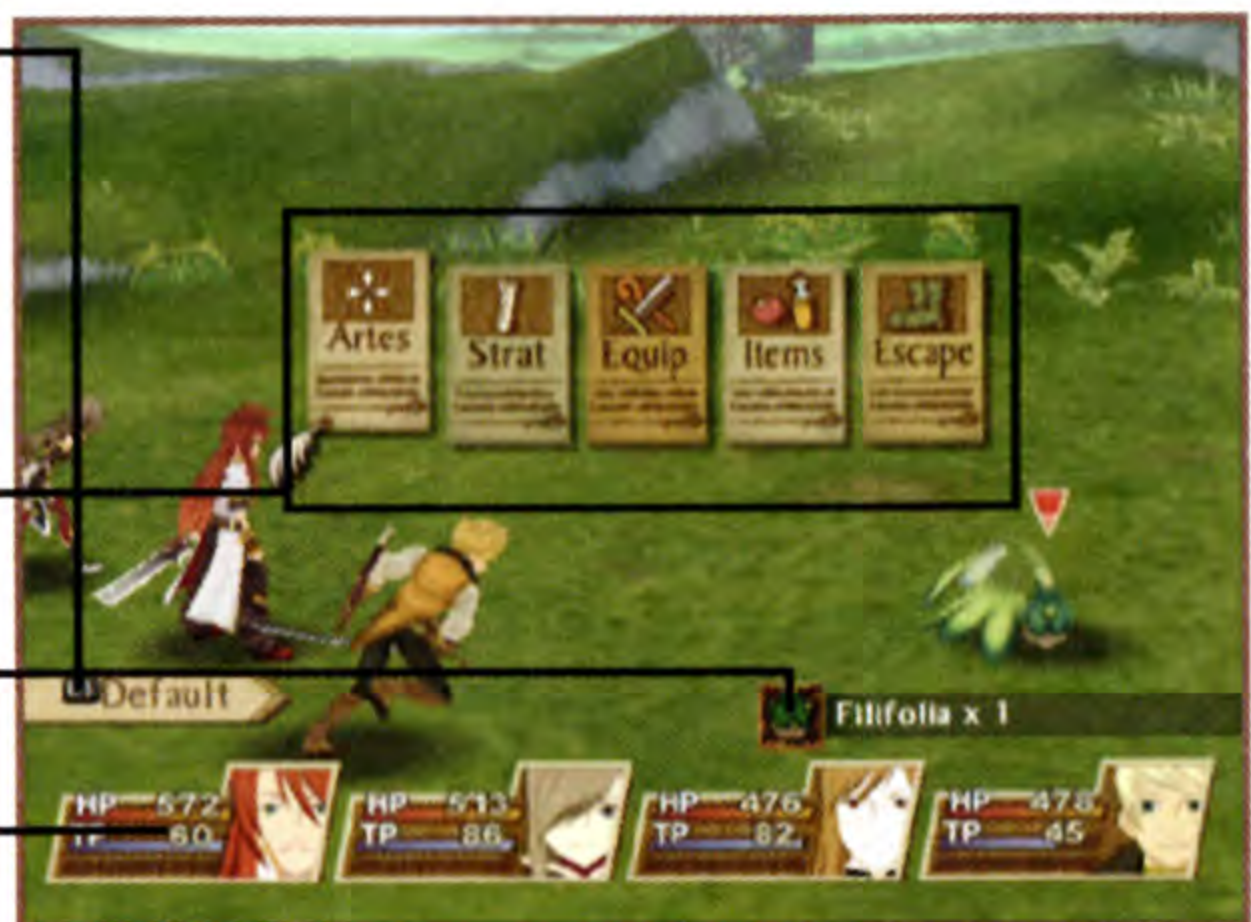 Artes Strat Equip Items Escape
Default
Filifolia x 1
HP 572 HP 513 HP 476 HP 478
TP 60 TP 86 TP 82 TP 45